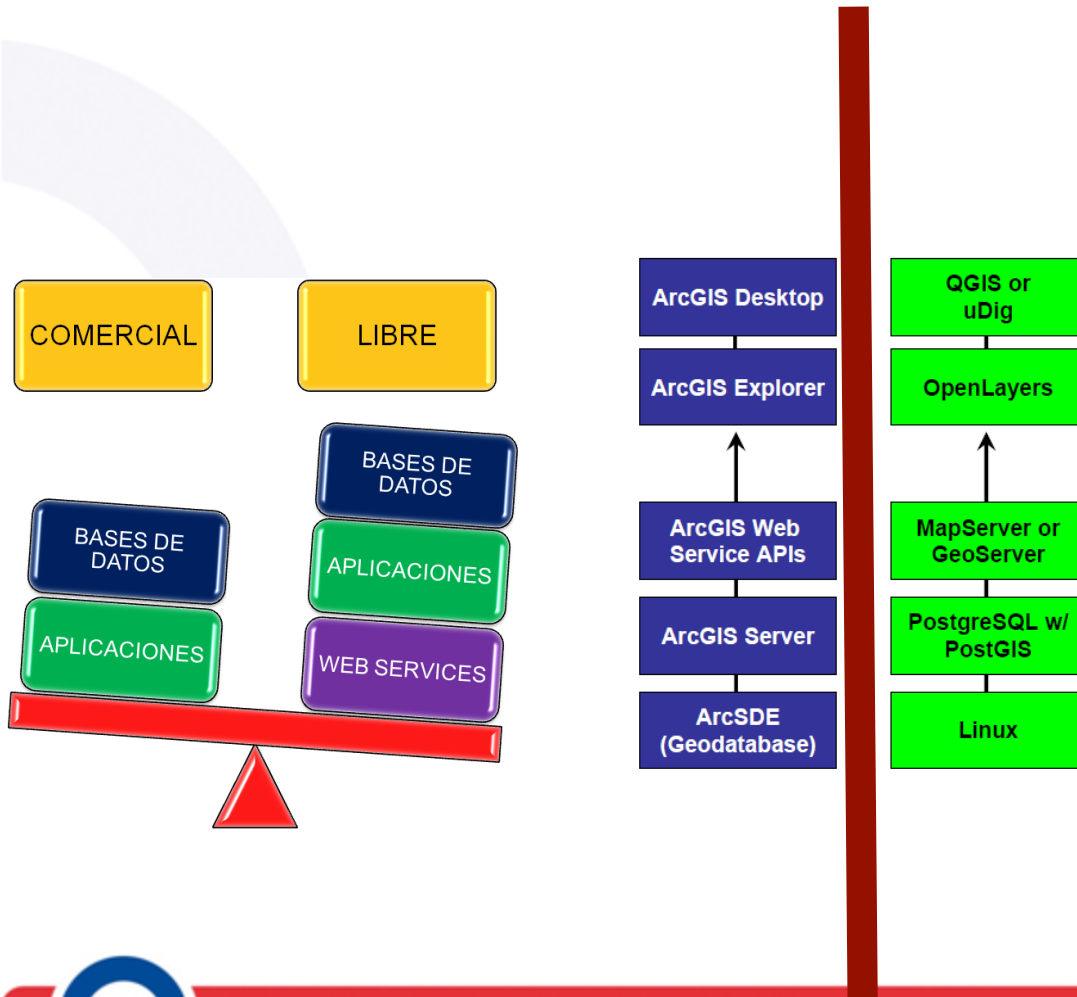 COMERCIAL
LIBRE
BASES DE
DATOS
APLICACIONES
BASES DE
DATOS
APLICACIONES
WEB SERVICES
ArcGIS Desktop
ArcGIS Explorer
ArcGIS Web
Service APIs
ArcGIS Server
ArcSDE
(Geodatabase)
QGIS or
uDig
OpenLayers
MapServer or
GeoServer
PostgreSQL w/
PostGIS
Linux